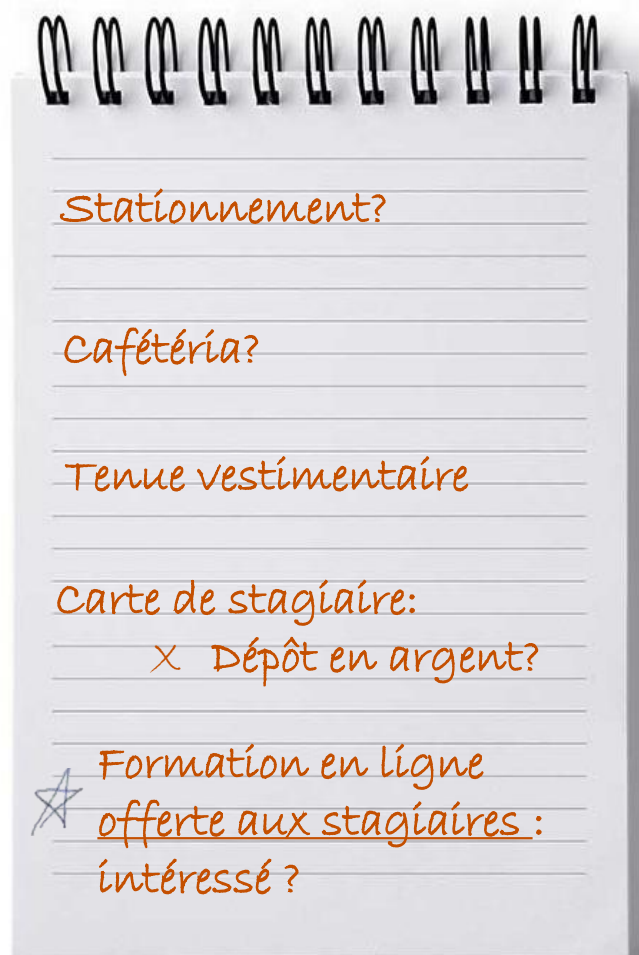 Stationnement?
Cafétéria?
Tenue vestimentaire
Carte de stagiaire:
X Dépôt en argent?
Formation en ligne
offerte aux stagiaires :
intéressé ?